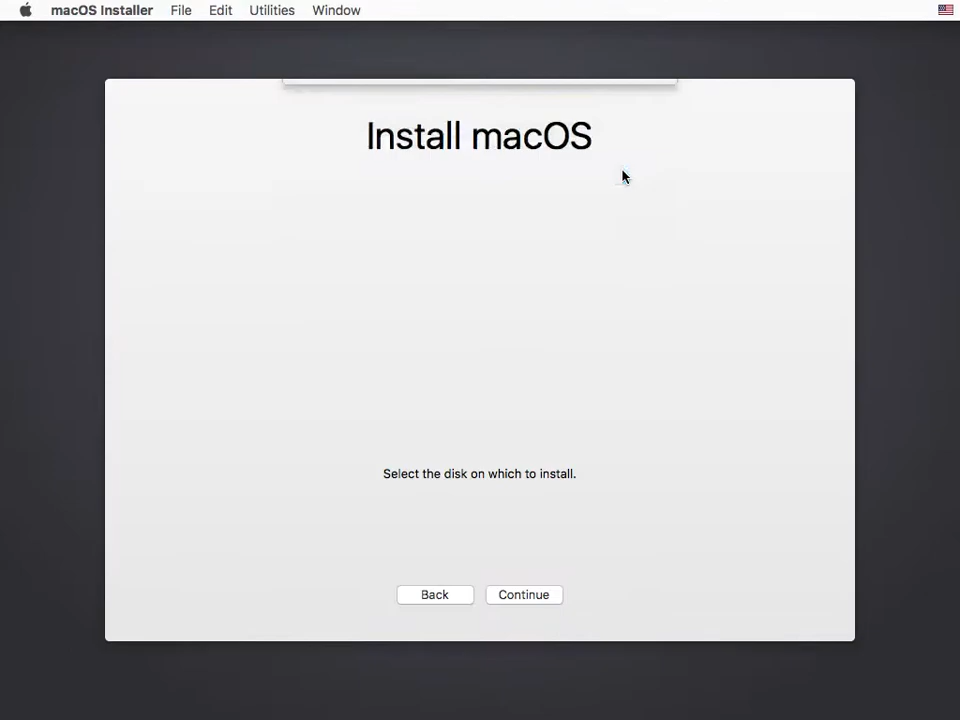 macOS Installer File Edit Utilities Window
Install macOS
Select the disk on which to install.
Back Continue